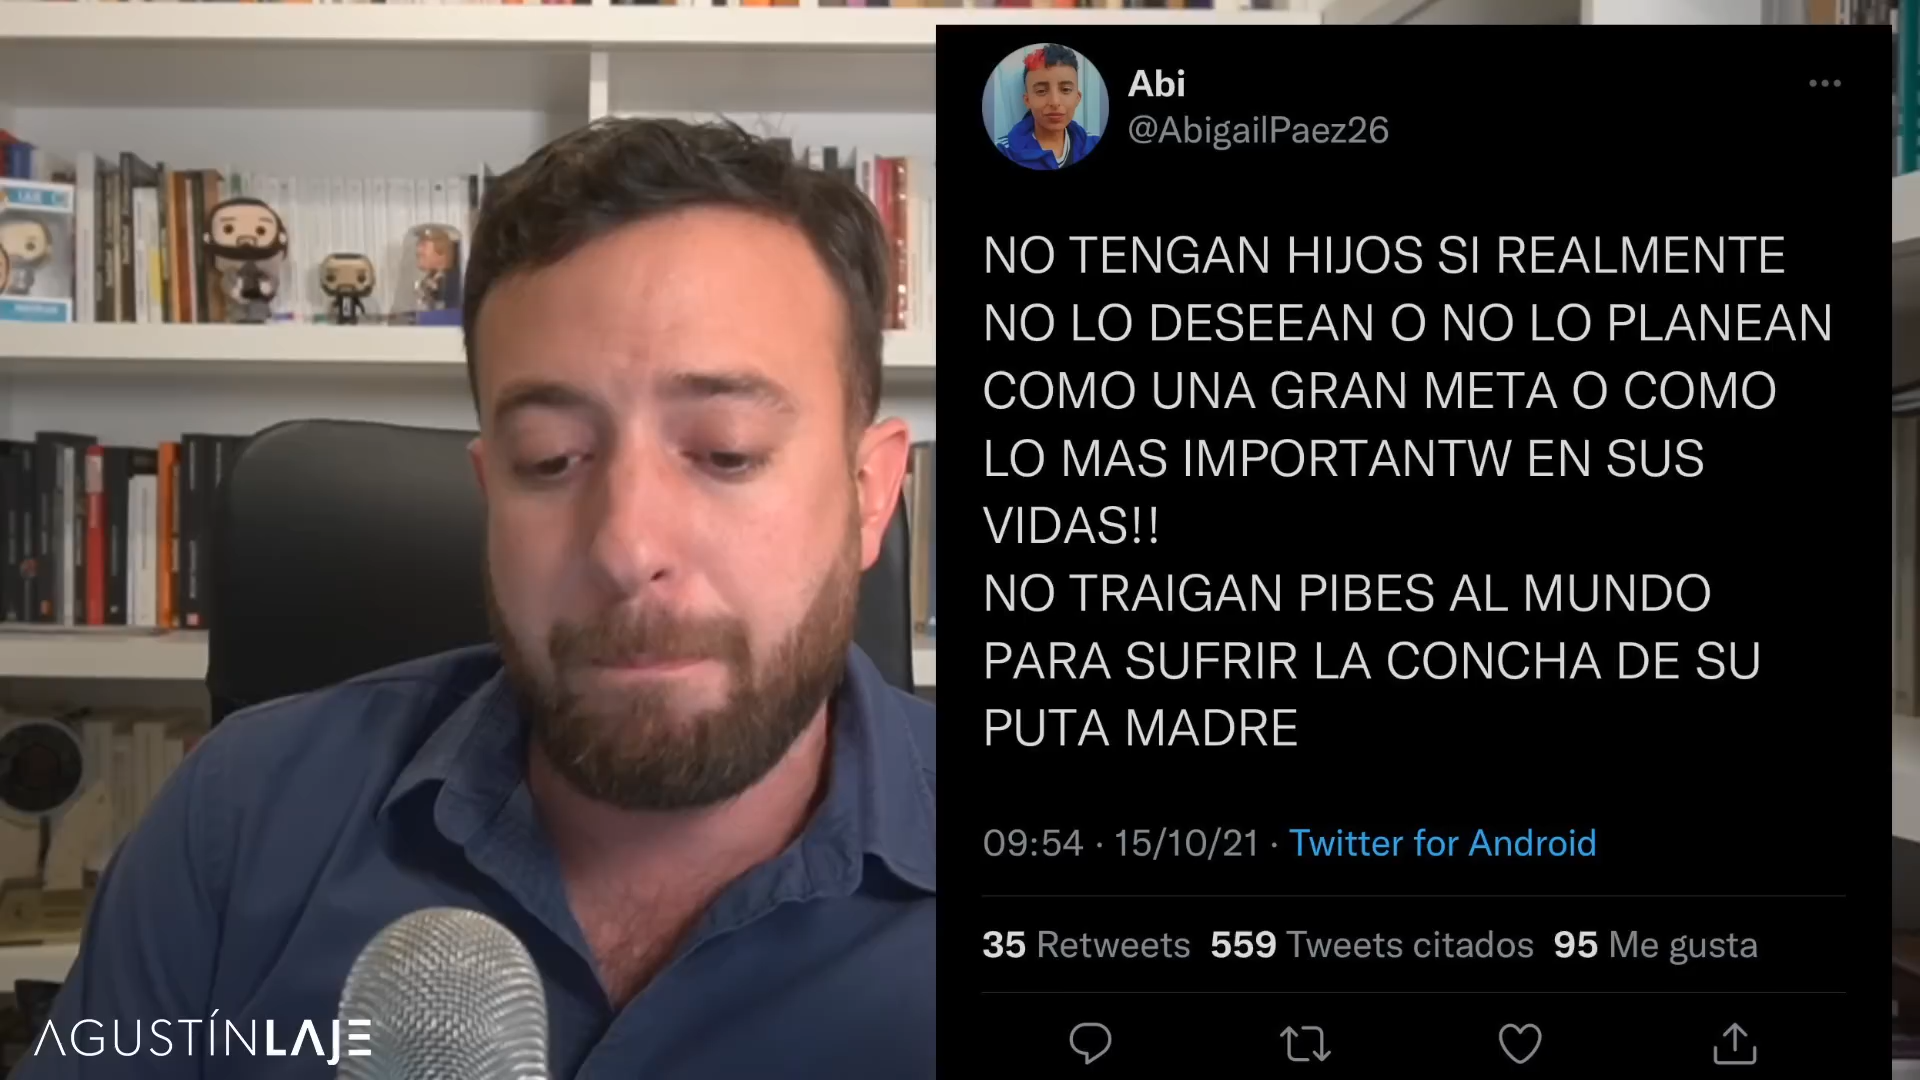 Abi
@AbigailPaez26
NO TENGAN HIJOS SI REALMENTE
NO LO DESEEAN O NO LO PLANEAN
COMO UNA GRAN META O COMO
LO MAS IMPORTANTW EN SUS
VIDAS!!
NO TRAIGAN PIBES AL MUNDO
PARA SUFRIR LA CONCHA DE SU
PUTA MADRE
09:54 · 15/10/21 · Twitter for Android
35 Retweets 559 Tweets citados 95 Me gusta
AGUSTÍNLAJE